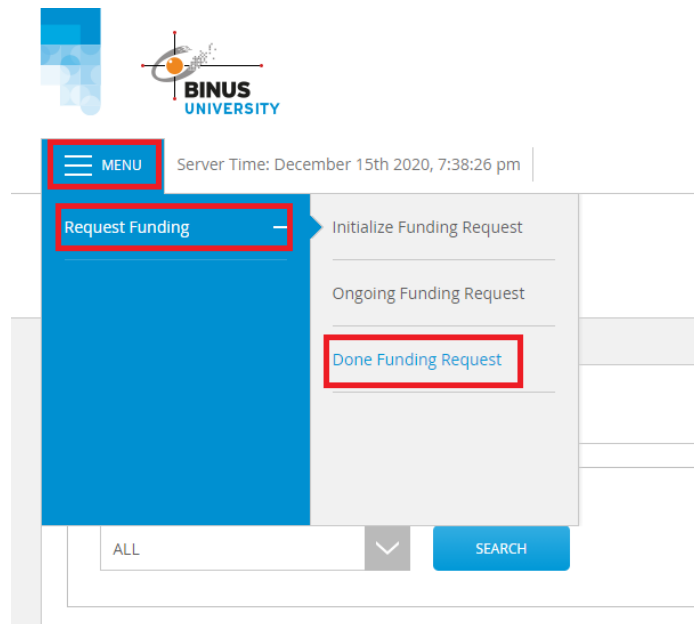 BINUS
UNIVERSITY
MENU
Server Time: December 15th 2020, 7:38:26 pm
Request Funding
Initialize Funding Request
Ongoing Funding Request
Done Funding Request
ALL
SEARCH